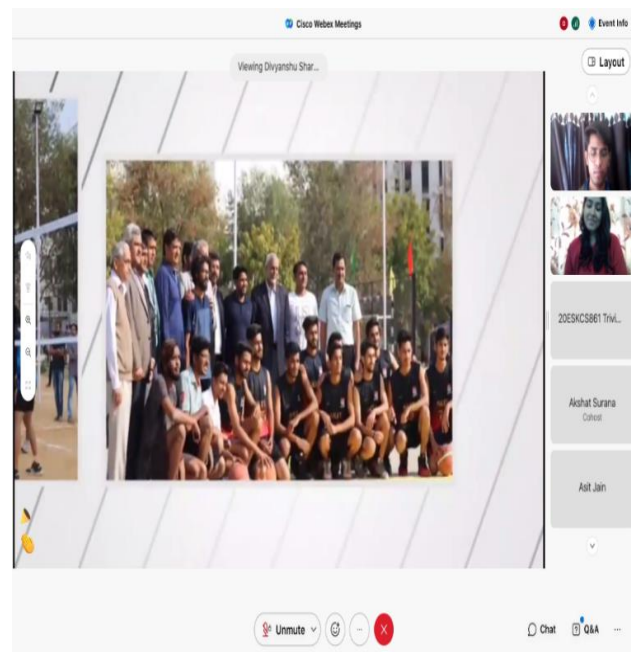 Cisco Webex Meetings
Event Info
Viewing Divyanshu Shar...
Layout
20ESKCS861 Trivi...
Akshat Surana
Cohost
Asit Jain
Unmute
Chat
Q&A